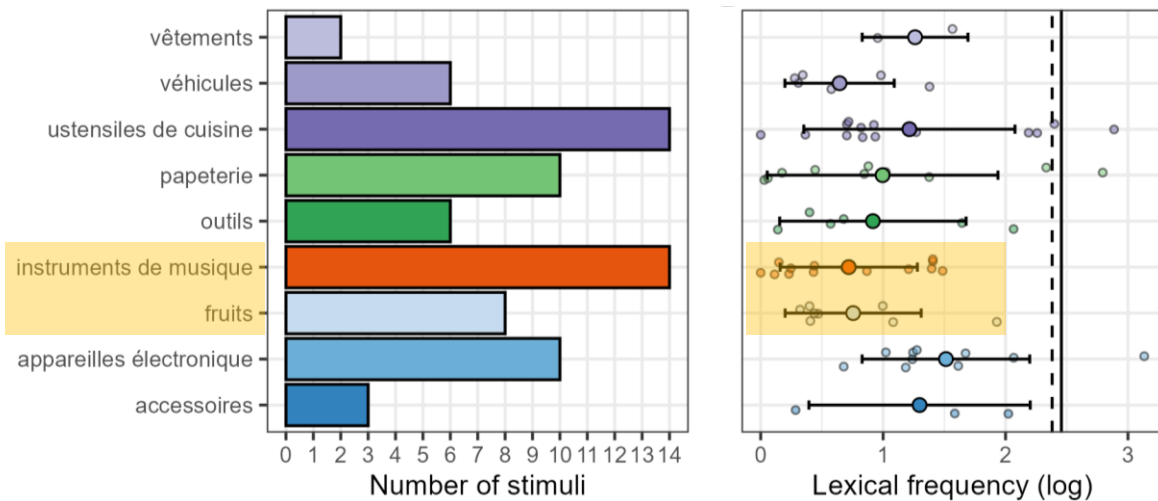 vêtements
véhicules
ustensiles de cuisine
papeterie
outils
instruments de musique
fruits
appareilles électronique
accessoires
0 1 2 3 4 5 6 7 8 9 10 11 12 13 14
Number of stimuli
0 1 2 3
Lexical frequency (log)